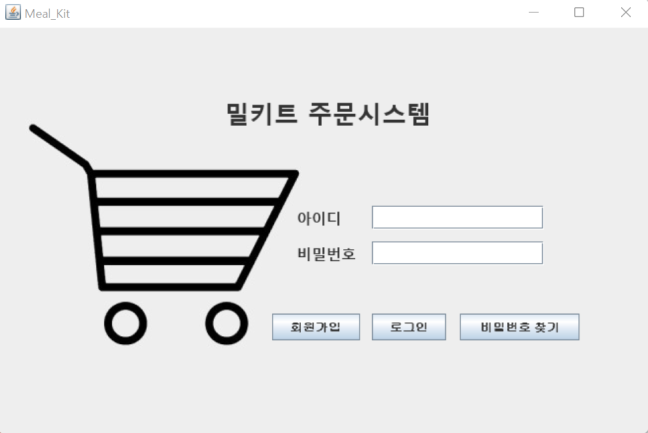 Meal_Kit
밀키트 주문시스템
아이디
비밀번호
회원가입 로그인 비밀번호 찾기